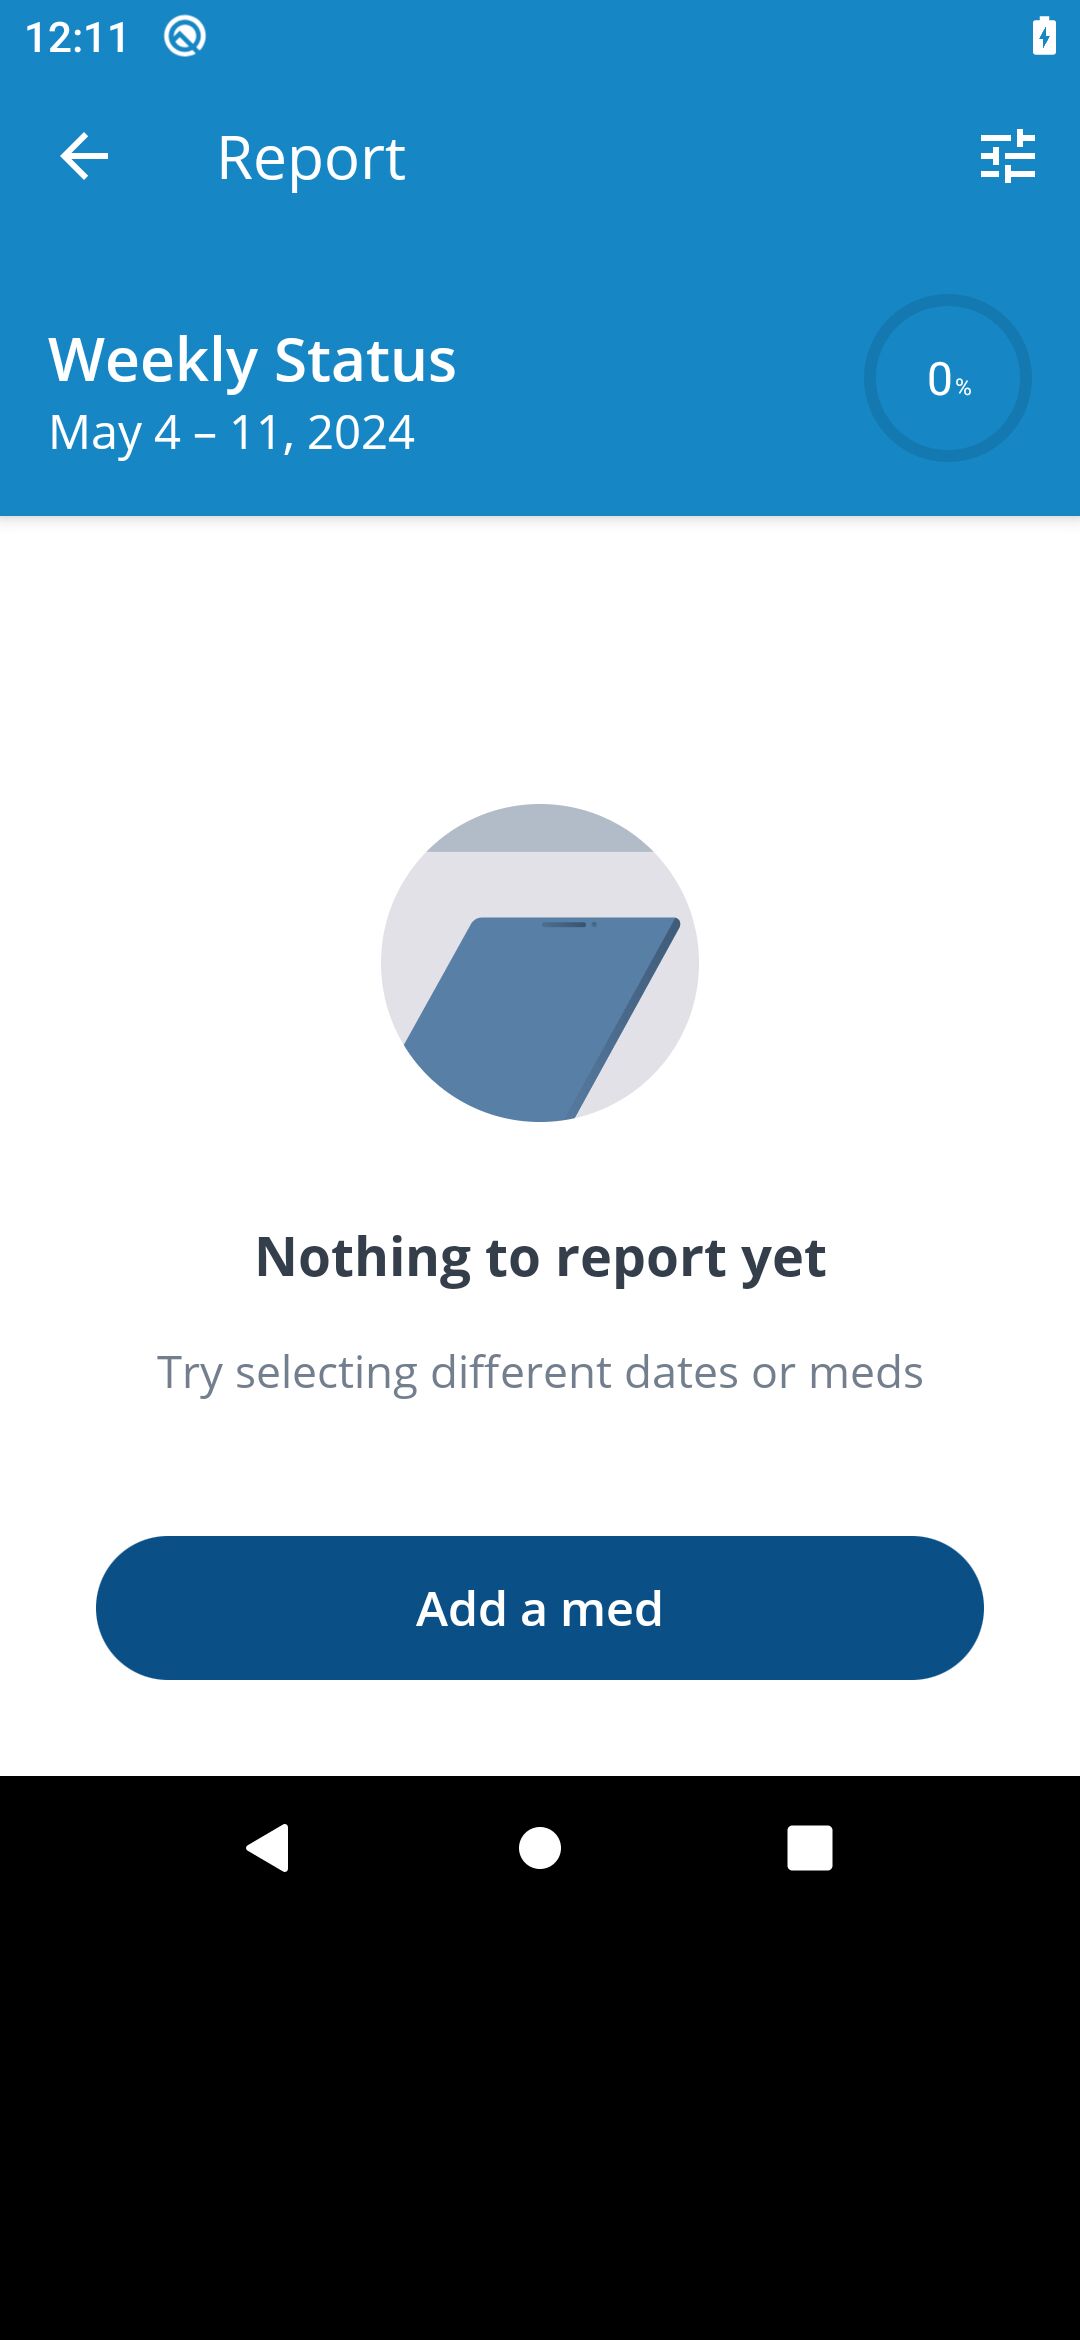 12:11
Report
Weekly Status
May 4 – 11, 2024
0%
Nothing to report yet
Try selecting different dates or meds
Add a med